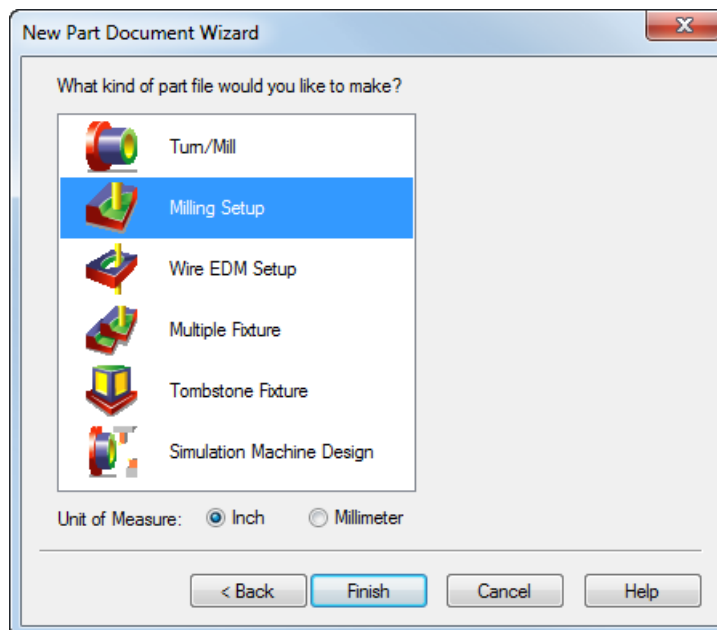 New Part Document Wizard
What kind of part file would you like to make?
Turn/Mill
Milling Setup
Wire EDM Setup
Multiple Fixture
Tombstone Fixture
Simulation Machine Design
Unit of Measure: Inch Millimeter
< Back Finish Cancel Help